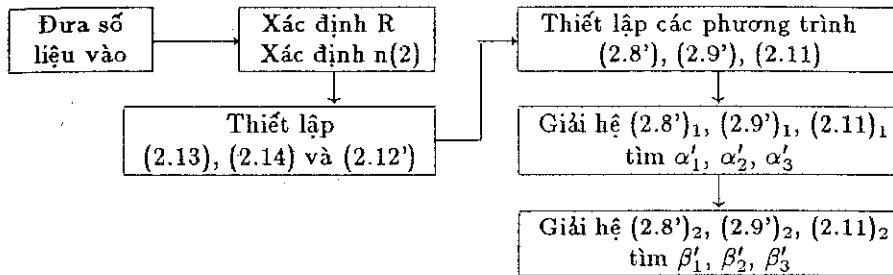 Đưa số
liệu vào
Xác định R
Xác định n(2)
Thiết lập
(2.13), (2.14) và (2.12')
Thiết lập các phương trình
(2.8'), (2.9'), (2.11)
Giải hệ (2.8')₁, (2.9')₁, (2.11)₁
tìm α′₁, α′₂, α′₃
Giải hệ (2.8')₂, (2.9')₂, (2.11)₂
tìm β′₁, β′₂, β′₃